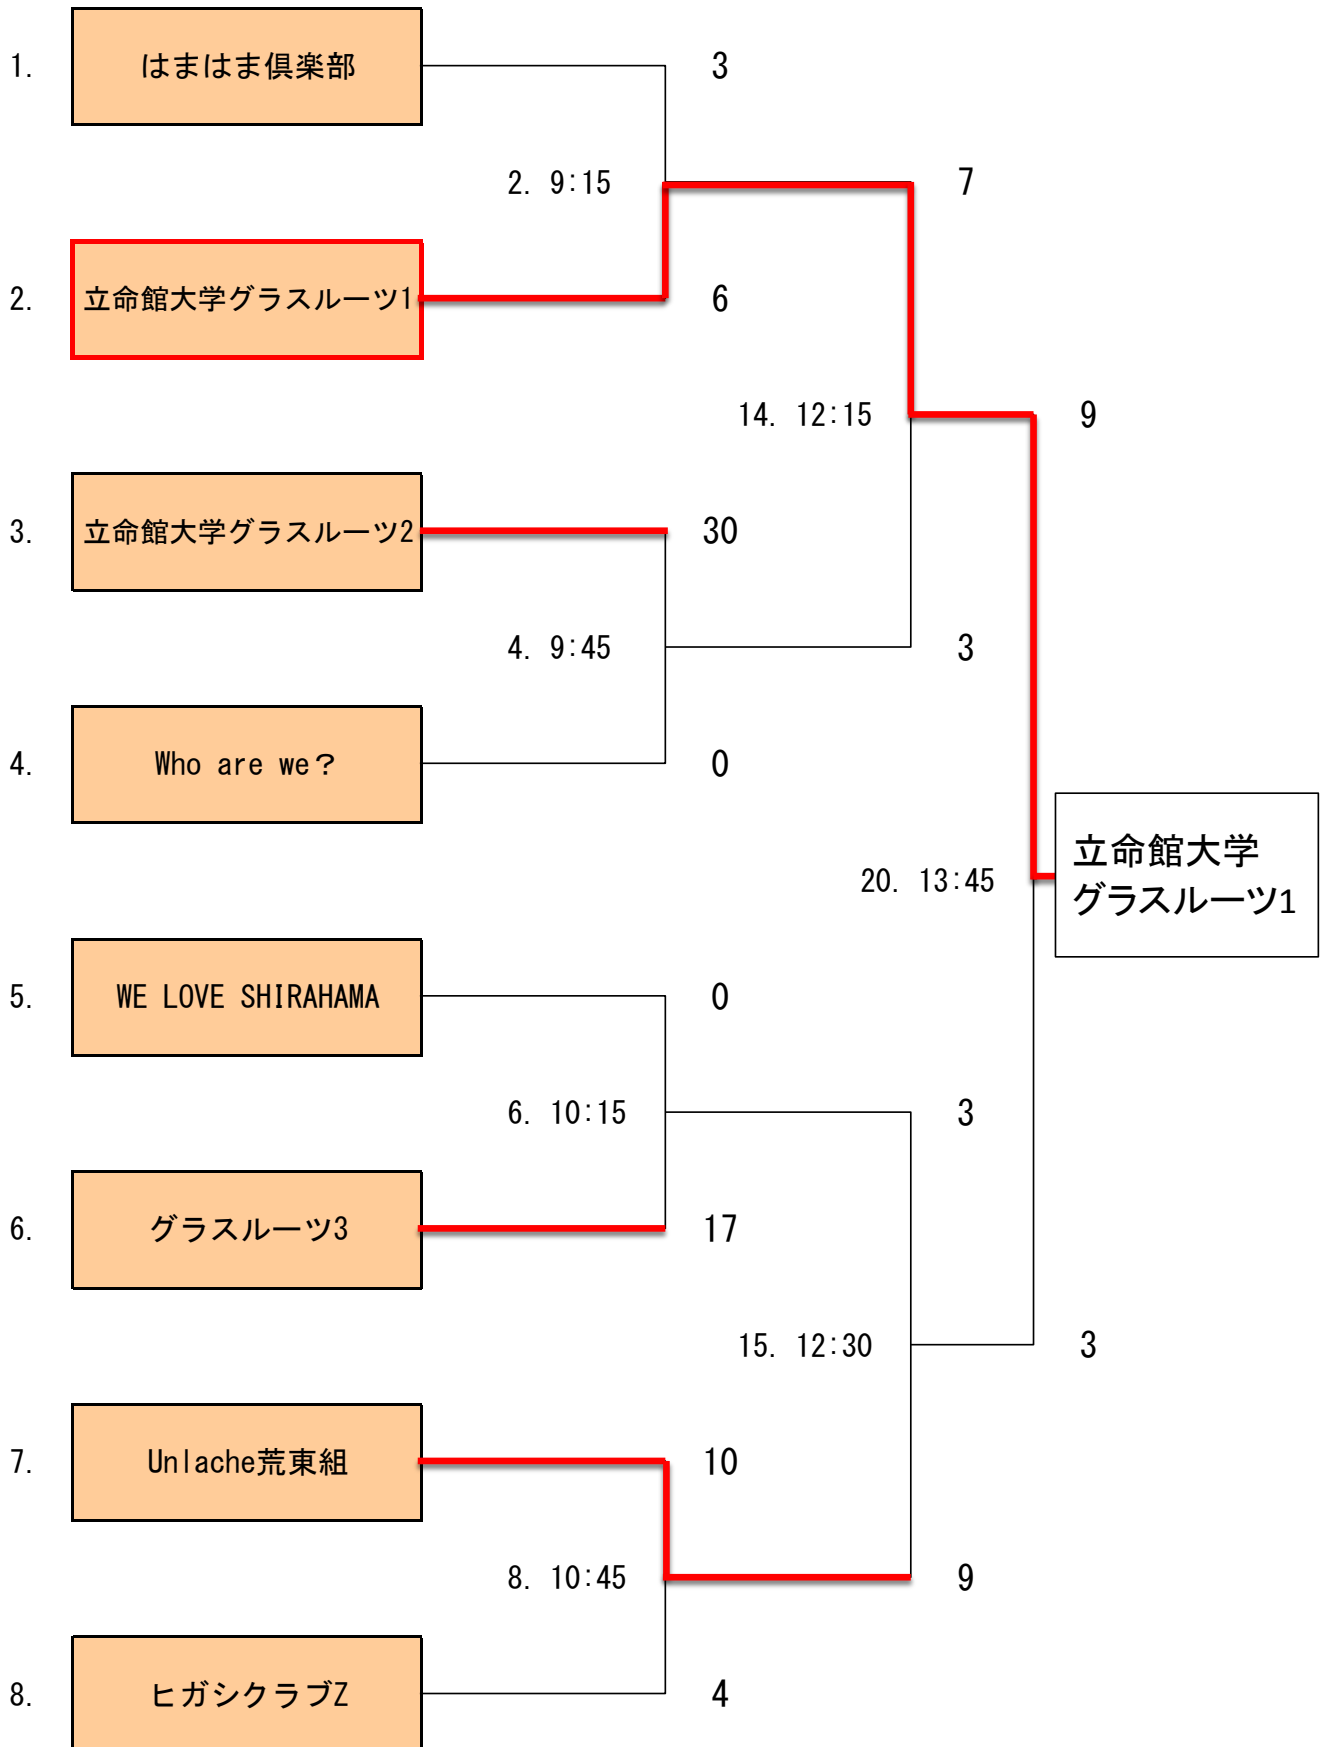 1. はまはま倶楽部 3
2. 9:15 7
2. 立命館大学グラスルーツ1 6
14. 12:15 9
3. 立命館大学グラスルーツ2 30
4. 9:45 3
4. Who are we？ 0
立命館大学
20. 13:45
グラスルーツ1
5. WE LOVE SHIRAHAMA 0
6. 10:15 3
6. グラスルーツ3 17
15. 12:30 3
7. Unlache荒東組 10
8. 10:45 9
8. ヒガシクラブZ 4